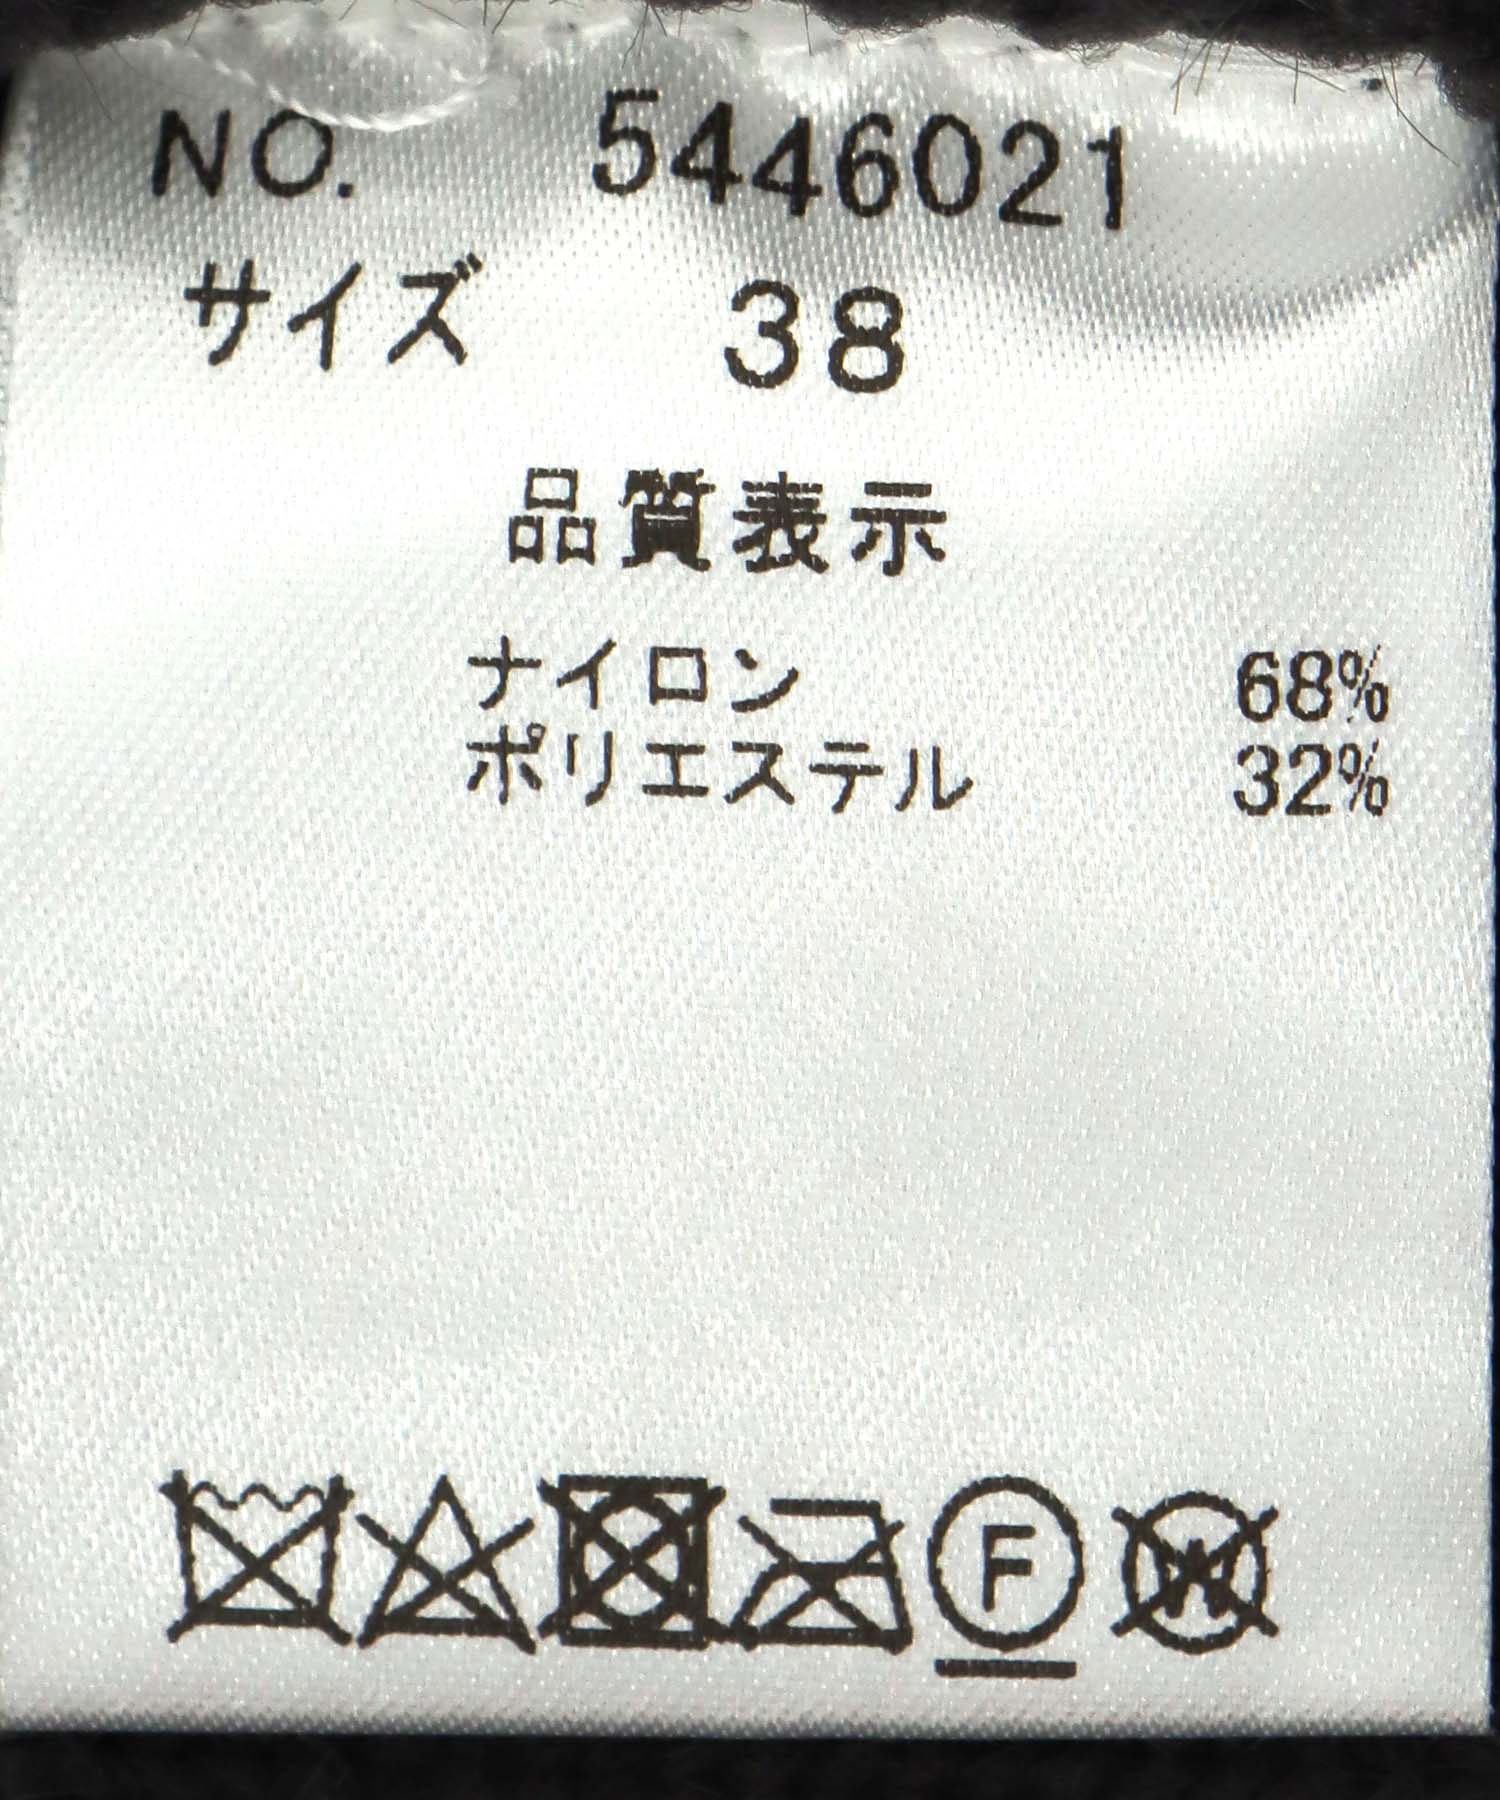 NO. 5446021
サイズ 38
品質表示
ナイロン 68%
ポリエステル 32%
F W